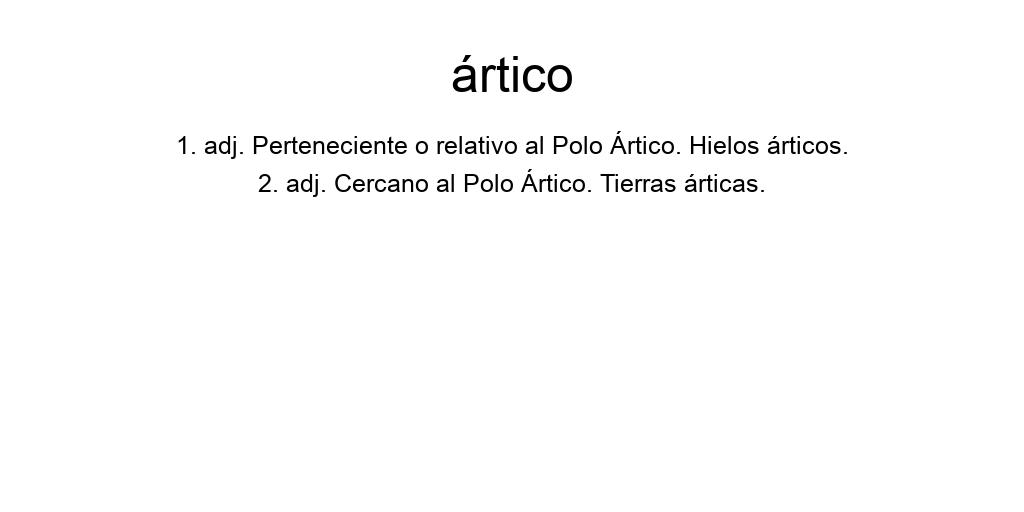 ártico
1. adj. Perteneciente o relativo al Polo Ártico. Hielos árticos.
2. adj. Cercano al Polo Ártico. Tierras árticas.